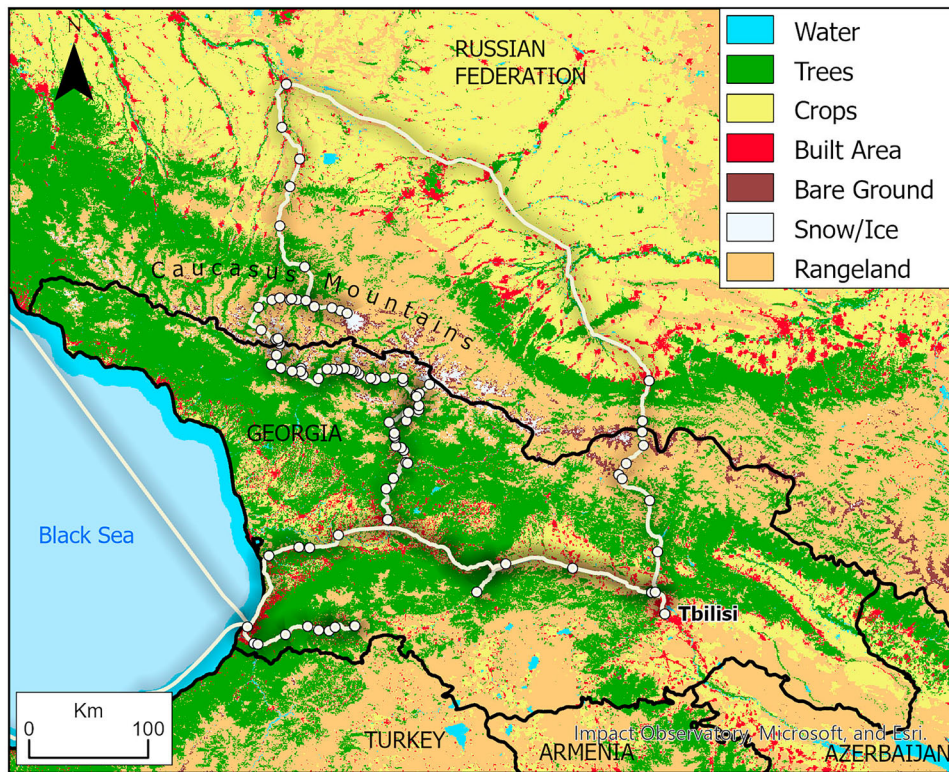 N
RUSSIAN
FEDERATION
Water
Trees
Crops
Built Area
Bare Ground
Snow/Ice
Rangeland
Caucasus Mountains
GEORGIA
Black Sea
Tbilisi
Km
0 100
TURKEY
ARMENIA
Impact Observatory, Microsoft, and Esri.
AZERBAIJAN